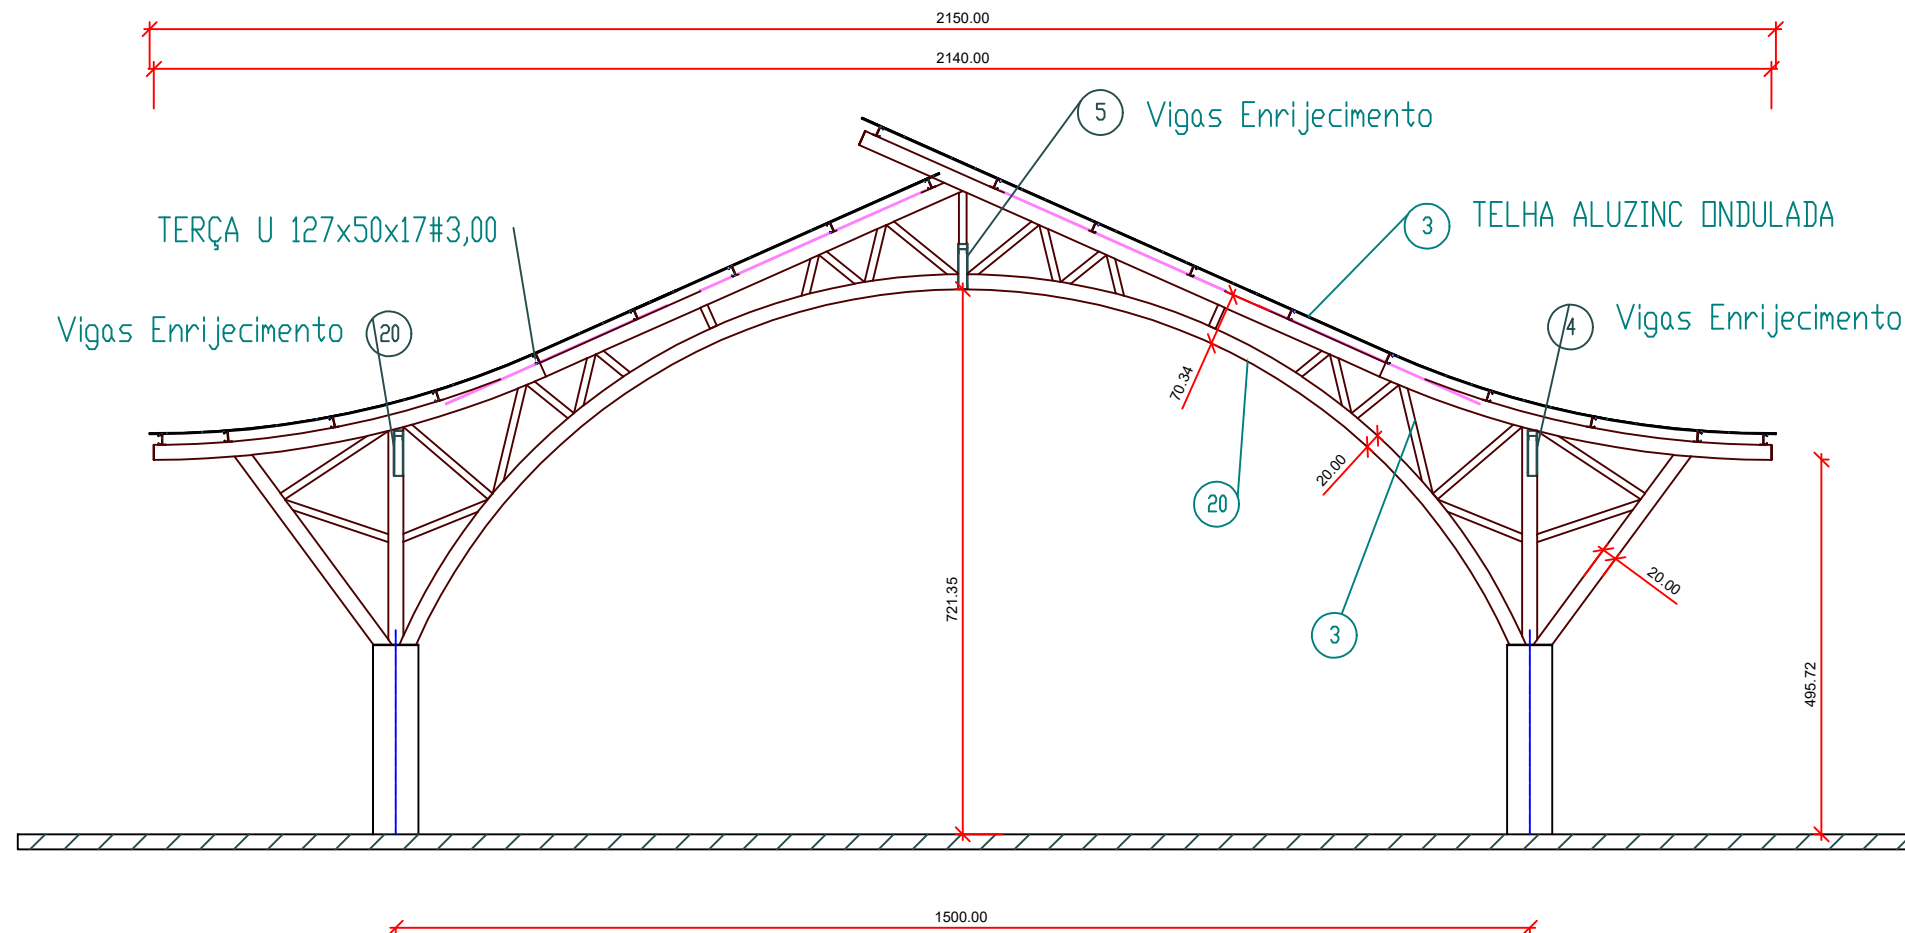 2150.00
2140.00
5 Vigas Enrijecimento
TERÇA U 127x50x17#3,00
3 TELHA ALUZINC ONDULADA
Vigas Enrijecimento 20
4 Vigas Enrijecimento
70.34
20.00
20
721.35
20.00
3
495.72
1500.00